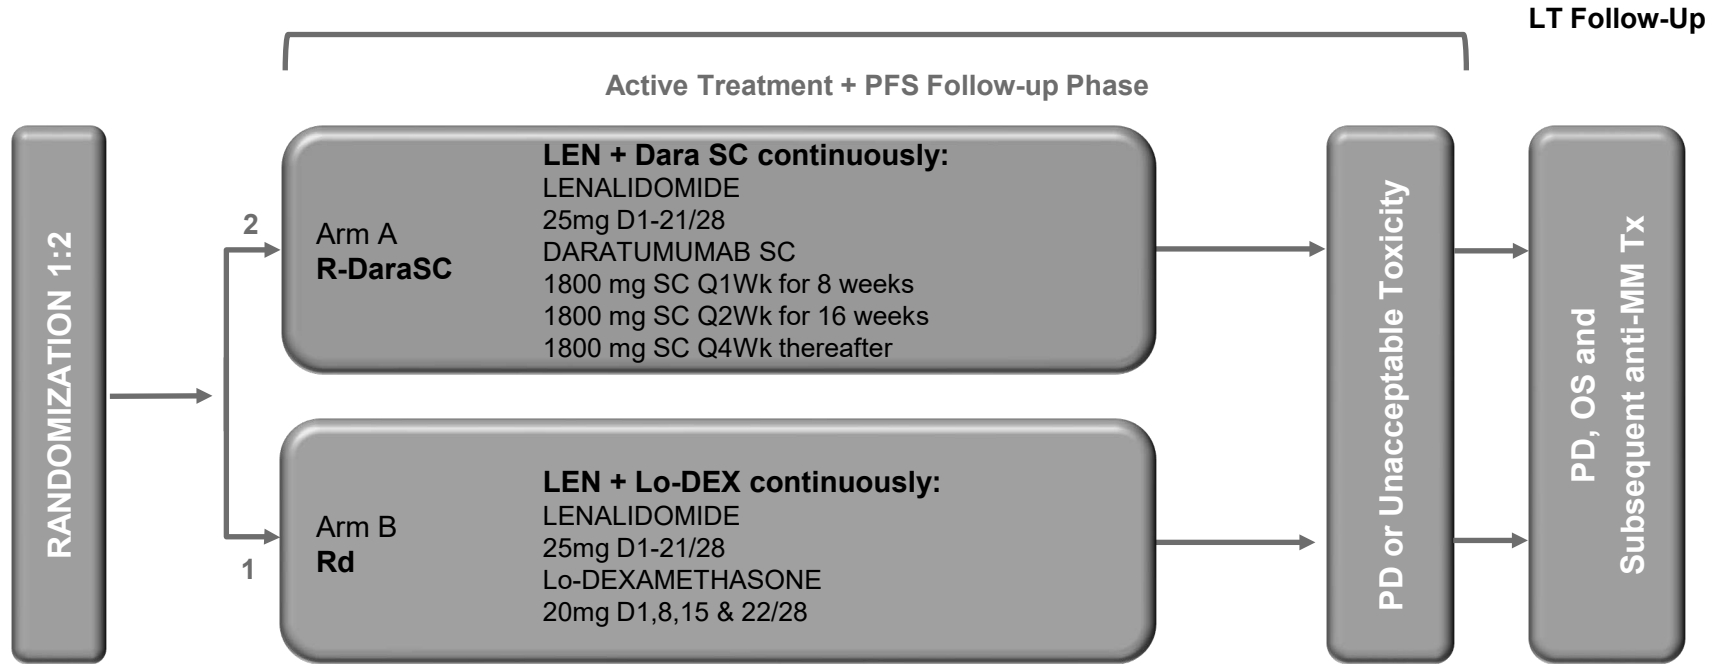 LT Follow-Up
Active Treatment + PFS Follow-up Phase
RANDOMIZATION 1:2
2
Arm A
R-DaraSC
LEN + Dara SC continuously:
LENALIDOMIDE
25mg D1-21/28
DARATUMUMAB SC
1800 mg SC Q1Wk for 8 weeks
1800 mg SC Q2Wk for 16 weeks
1800 mg SC Q4Wk thereafter
1
Arm B
Rd
LEN + Lo-DEX continuously:
LENALIDOMIDE
25mg D1-21/28
Lo-DEXAMETHASONE
20mg D1,8,15 & 22/28
PD or Unacceptable Toxicity
PD, OS and
Subsequent anti-MM Tx